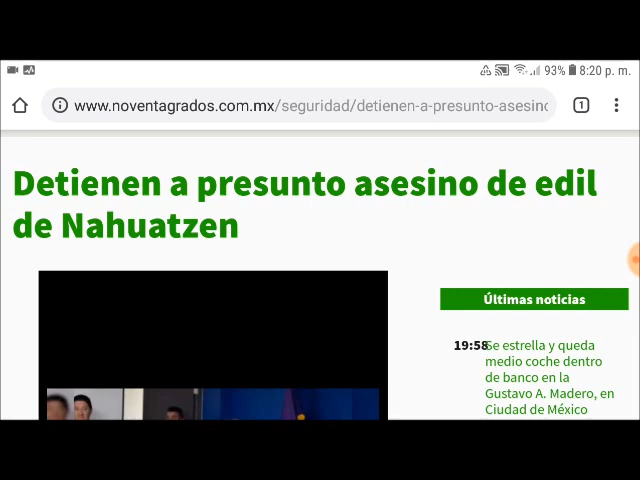 93% 8:20 p. m.
www.noventagrados.com.mx/seguridad/detienen-a-presunto-asesino
1
Detienen a presunto asesino de edil
de Nahuatzen
Últimas noticias
19:58 Se estrella y queda
medio coche dentro
de banco en la
Gustavo A. Madero, en
Ciudad de México